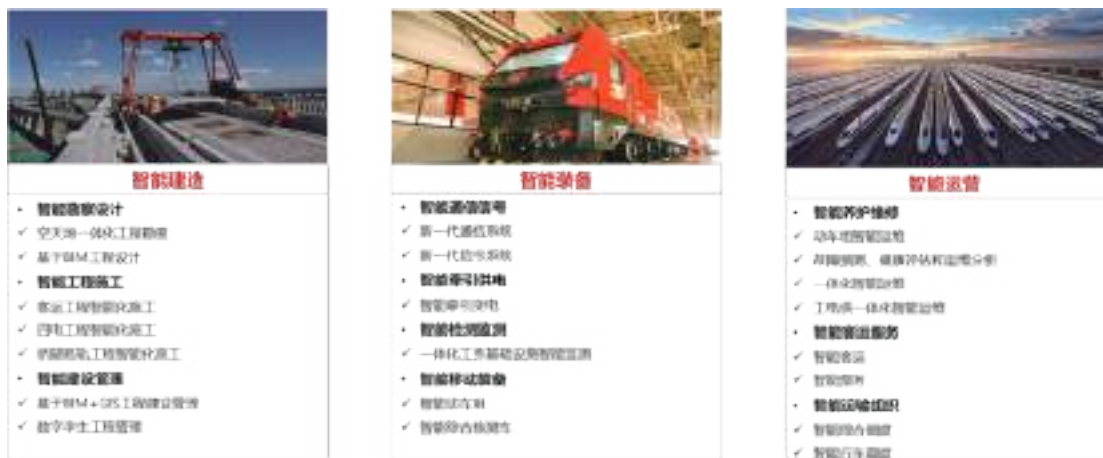 智能建造
• 智能勘察设计
✓ 空天地一体化工程勘察
✓ 基于BIM工程设计
• 智能工程施工
✓ 客运工程智能化施工
✓ 四电工程智能化施工
✓ 桥隧路轨工程智能化施工
• 智能建设管理
✓ 基于BIM+GIS工程建设管理
✓ 数字孪生工程管理
智能装备
• 智能通信信号
✓ 新一代通信系统
✓ 新一代信号系统
• 智能牵引供电
✓ 智能牵引变电
• 智能检测监测
✓ 一体化工务基础设施智能监测
• 智能移动装备
✓ 智能动车组
✓ 智能综合检测车
智能运营
• 智能养护维修
✓ 动车组智能运维
✓ 故障预测、健康评估和运维分析
✓ 一体化智能运维
✓ 工电供一体化智能运维
• 智能客运服务
✓ 智能客运
✓ 智能票务
• 智能运输组织
✓ 智能综合调度
✓ 智能行车调度